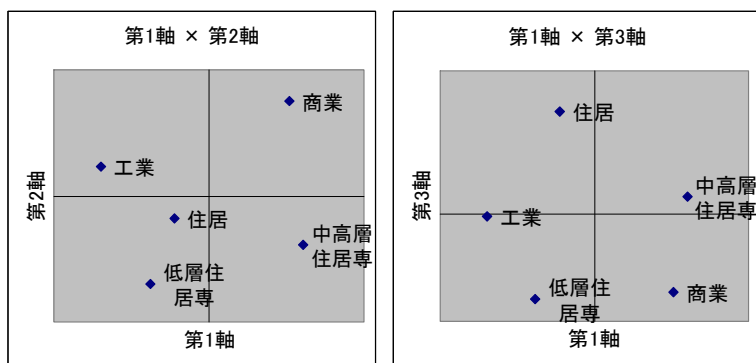 第1軸 × 第2軸
商業
工業
住居
中高層
住居専
低層住
居専
第2軸
第1軸
第1軸 × 第3軸
住居
中高層
住居専
工業
低層住
居専
商業
第3軸
第1軸